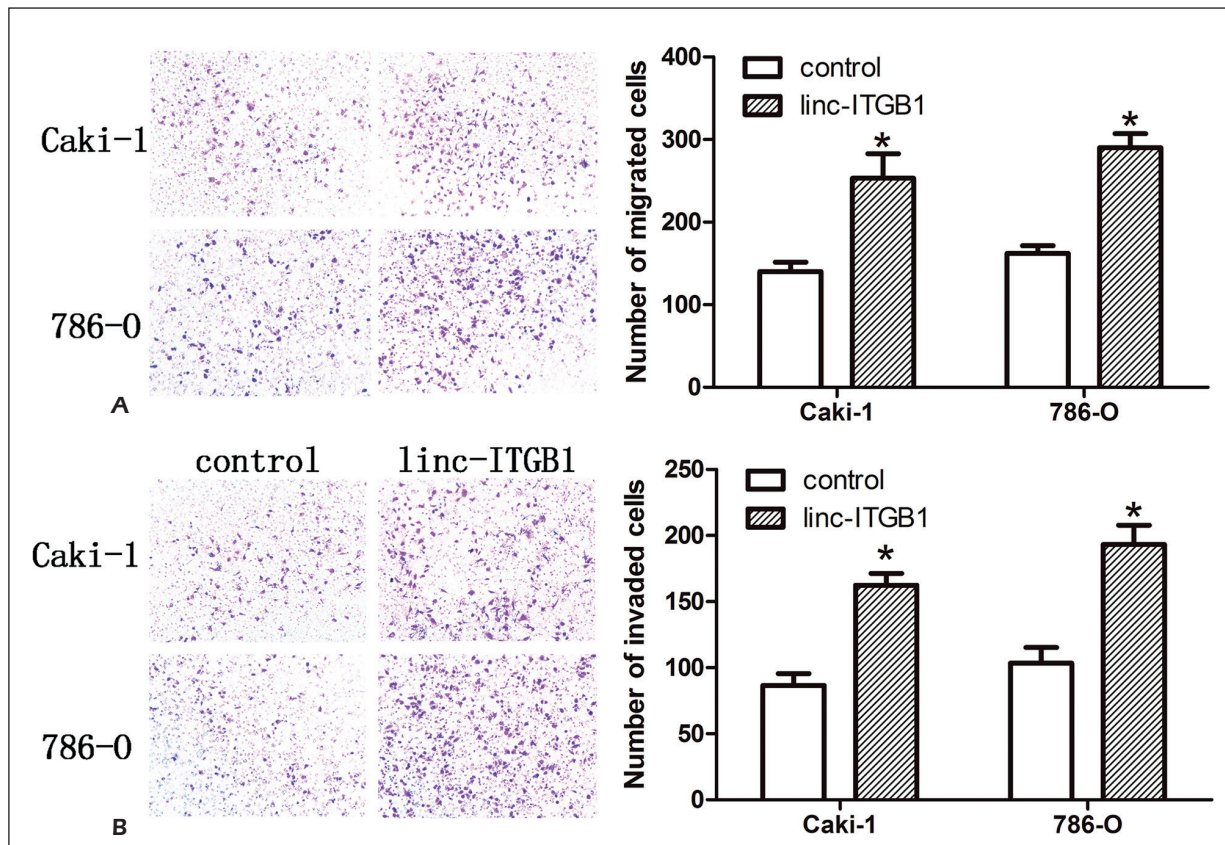 Caki-1
786-O
A
Number of migrated cells
400
300
200
100
0
control
linc-ITGB1
*
*
Caki-1
786-O
control
linc-ITGB1
Caki-1
786-O
B
Number of invaded cells
250
200
150
100
50
0
control
linc-ITGB1
*
*
Caki-1
786-O